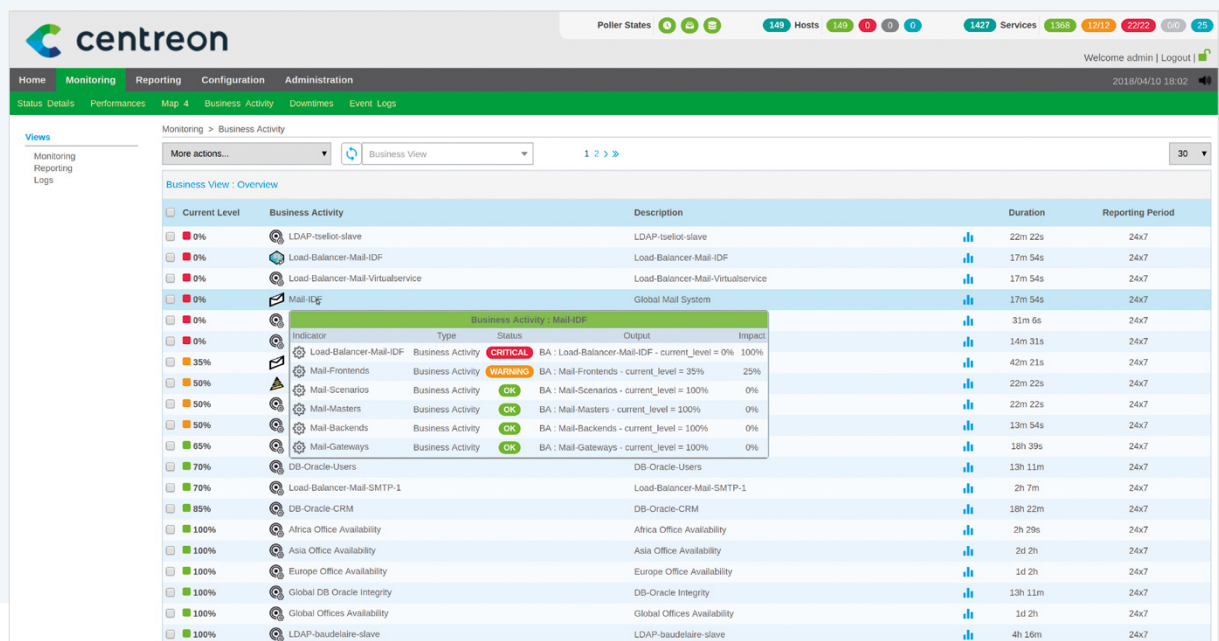 centreon
Poller States 149 Hosts 149 0 0 0 1427 Services 1368 12/12 22/22 0/0 25
Welcome admin | Logout |
Home Monitoring Reporting Configuration Administration 2018/04/10 18:02
Status Details Performances Map 4 Business Activity Downtimes Event Logs
Views
Monitoring
Reporting
Logs
Monitoring > Business Activity
More actions... Business View 1 2 30
Business View : Overview
Current Level Business Activity Description Duration Reporting Period
0% LDAP-tseliot-slave LDAP-tseliot-slave 22m 22s 24x7
0% Load-Balancer-Mail-IDF Load-Balancer-Mail-IDF 17m 54s 24x7
0% Load-Balancer-Mail-Virtualservice Load-Balancer-Mail-Virtualservice 17m 54s 24x7
0% Mail-IDF Global Mail System 17m 54s 24x7
0% 31m 6s 24x7
0% 14m 31s 24x7
35% 42m 21s 24x7
50% 22m 22s 24x7
50% 22m 22s 24x7
50% 13m 54s 24x7
65% 18h 39s 24x7
Business Activity : Mail-IDF
Indicator Type Status Output Impact
Load-Balancer-Mail-IDF Business Activity CRITICAL BA : Load-Balancer-Mail-IDF - current_level = 0% 100%
Mail-Frontends Business Activity WARNING BA : Mail-Frontends - current_level = 35% 25%
Mail-Scenarios Business Activity OK BA : Mail-Scenarios - current_level = 100% 0%
Mail-Masters Business Activity OK BA : Mail-Masters - current_level = 100% 0%
Mail-Backends Business Activity OK BA : Mail-Backends - current_level = 100% 0%
Mail-Gateways Business Activity OK BA : Mail-Gateways - current_level = 100% 0%
70% DB-Oracle-Users DB-Oracle-Users 13h 11m 24x7
70% Load-Balancer-Mail-SMTP-1 Load-Balancer-Mail-SMTP-1 2h 7m 24x7
85% DB-Oracle-CRM DB-Oracle-CRM 18h 22m 24x7
100% Africa Office Availability Africa Office Availability 2h 29s 24x7
100% Asia Office Availability Asia Office Availability 2d 2h 24x7
100% Europe Office Availability Europe Office Availability 1d 2h 24x7
100% Global DB Oracle Integrity DB-Oracle Integrity 13h 11m 24x7
100% Global Offices Availability Global Offices Availability 1d 2h 24x7
100% LDAP-baudelaire-slave LDAP-baudelaire-slave 4h 16m 24x7